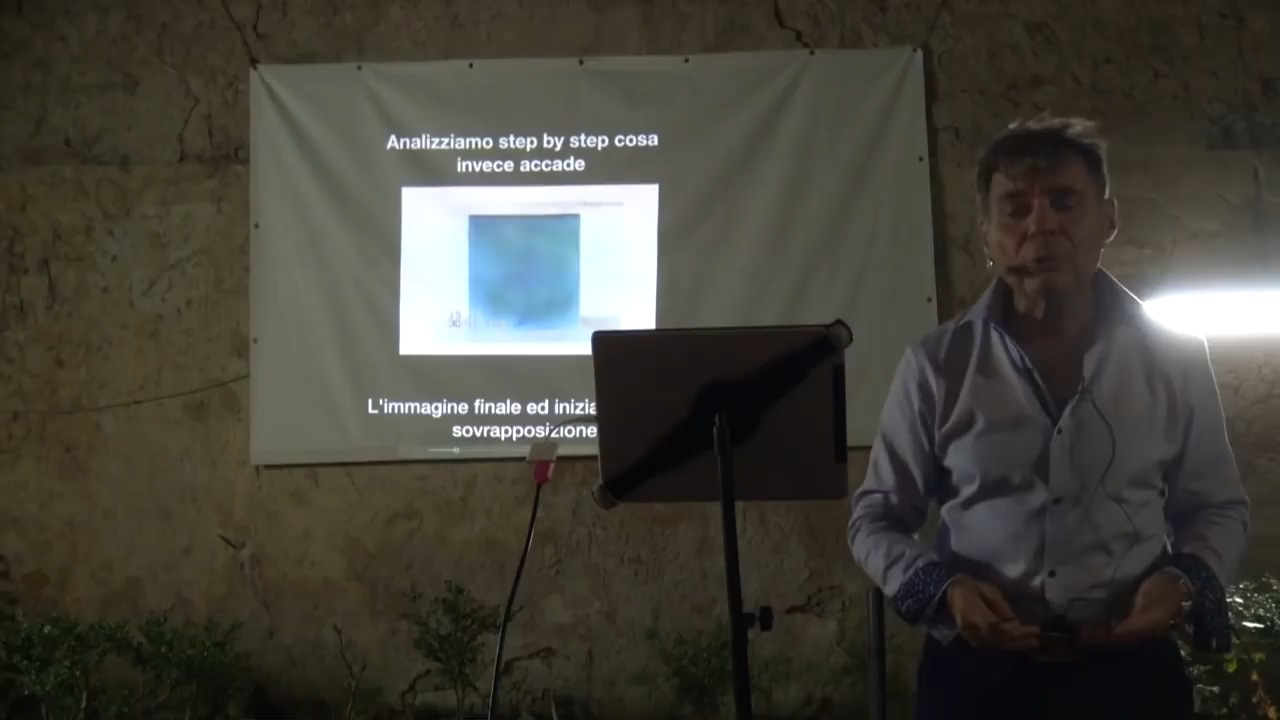 Analizziamo step by step cosa
invece accade
L'immagine finale ed inizia
sovrapposizione